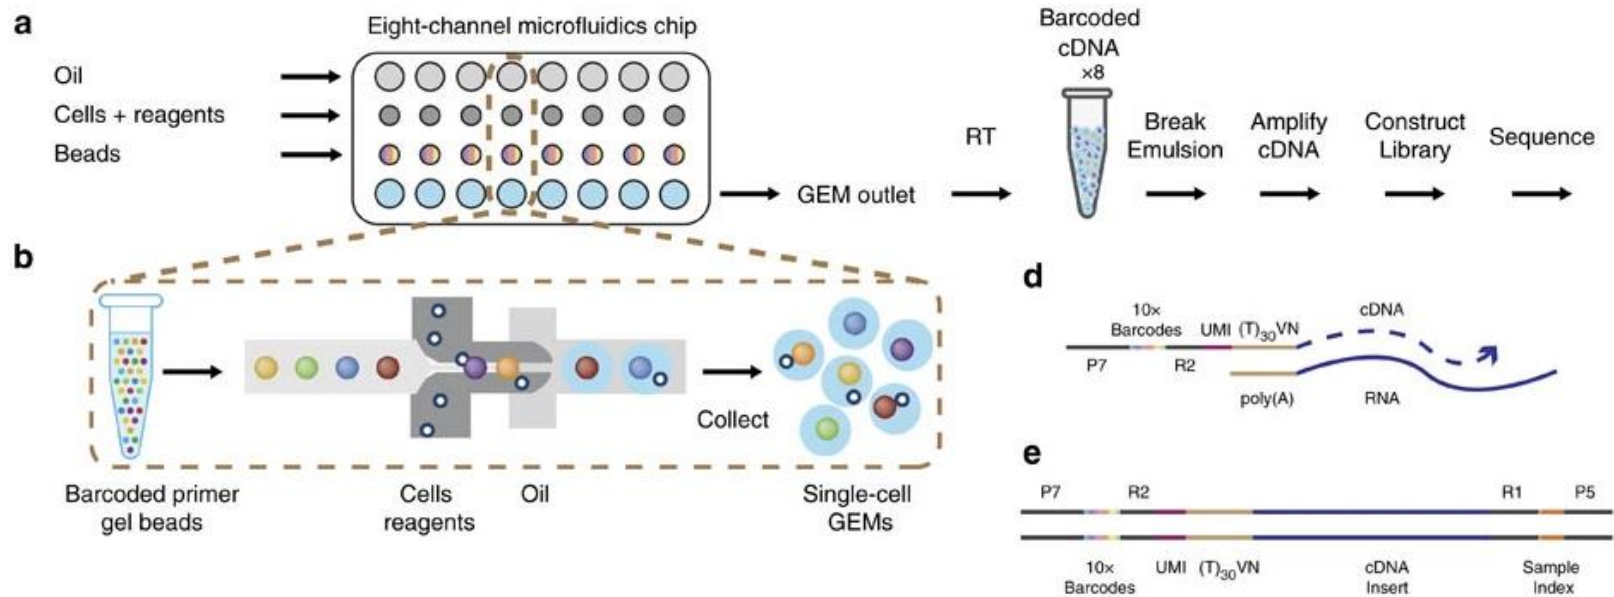 a
Eight-channel microfluidics chip
Oil
Cells + reagents
Beads
GEM outlet
RT
Barcoded
cDNA
×8
Break
Emulsion
Amplify
cDNA
Construct
Library
Sequence
b
Collect
Barcoded primer
gel beads
Cells
reagents
Oil
Single-cell
GEMs
d
10×
Barcodes
UMI (T)30VN
cDNA
P7
R2
poly(A)
RNA
e
P7
R2
R1
P5
10×
Barcodes
UMI
(T)30VN
cDNA
Insert
Sample
Index